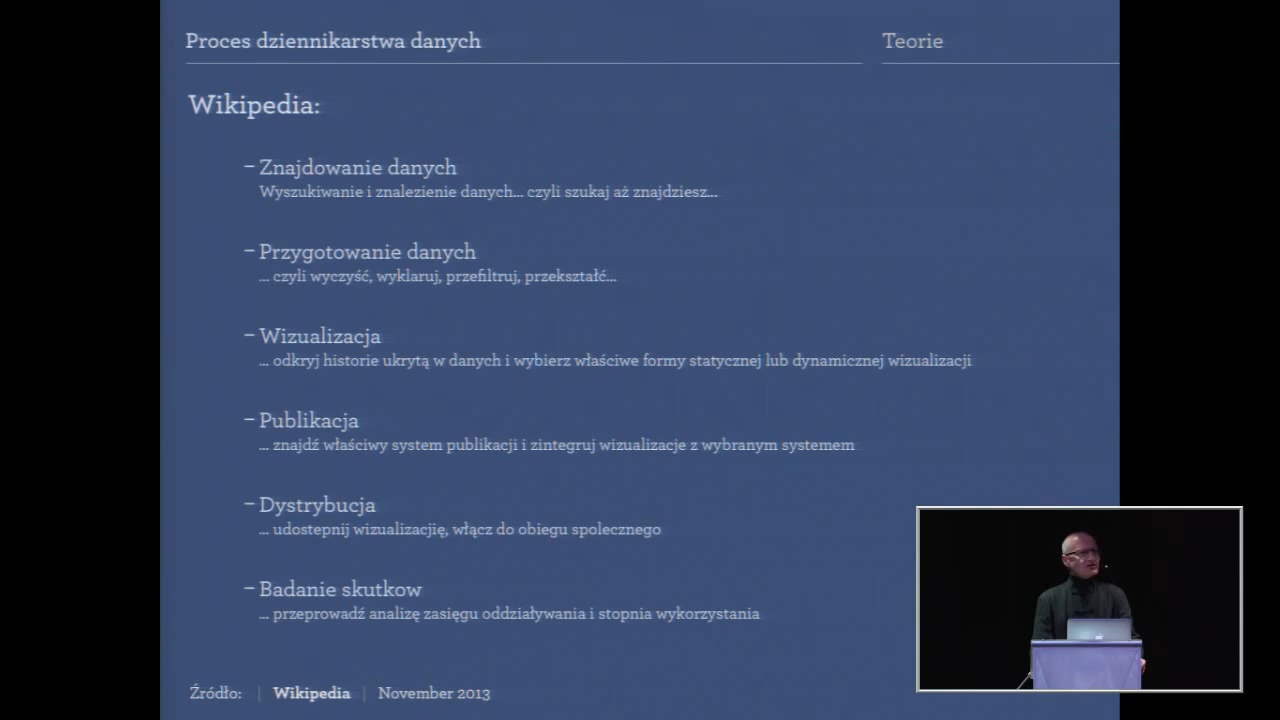 Proces dziennikarstwa danych
Teorie
Wikipedia:
– Znajdowanie danych
Wyszukiwanie i znalezienie danych... czyli szukaj aż znajdziesz...
– Przygotowanie danych
... czyli wyczyść, wyklaruj, przefiltruj, przekształć...
– Wizualizacja
... odkryj historie ukrytą w danych i wybierz właściwe formy statycznej lub dynamicznej wizualizacji
– Publikacja
... znajdź właściwy system publikacji i zintegruj wizualizacje z wybranym systemem
– Dystrybucja
... udostepnij wizualizacjię, włącz do obiegu spolecznego
– Badanie skutkow
... przeprowadź analizę zasięgu oddziaływania i stopnia wykorzystania
Źródło: | Wikipedia | November 2013